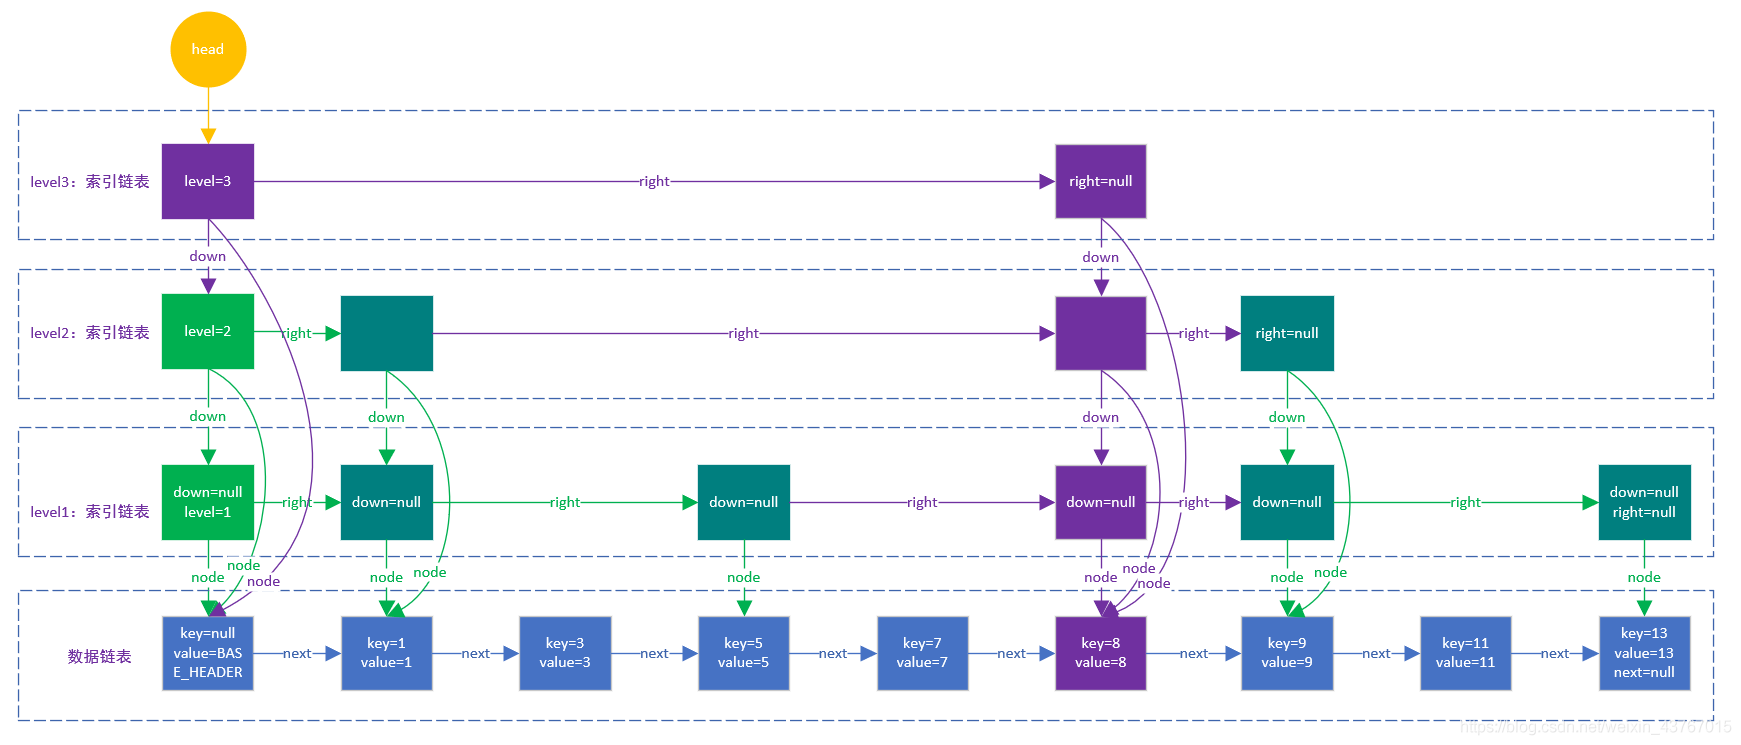 head
level3：索引链表
level=3
right
right=null
down
down
level2：索引链表
level=2
right
right
right
right=null
down
down
down
down
level1：索引链表
down=null
level=1
right
down=null
right
down=null
right
down=null
right
down=null
right
down=null
right=null
node
node
node
node
node
node
node
node
node
node
node
node
数据链表
key=null
value=BAS
E_HEADER
next
key=1
value=1
next
key=3
value=3
next
key=5
value=5
next
key=7
value=7
next
key=8
value=8
next
key=9
value=9
next
key=11
value=11
next
key=13
value=13
next=null
https://blog.csdn.net/weixin_43767015